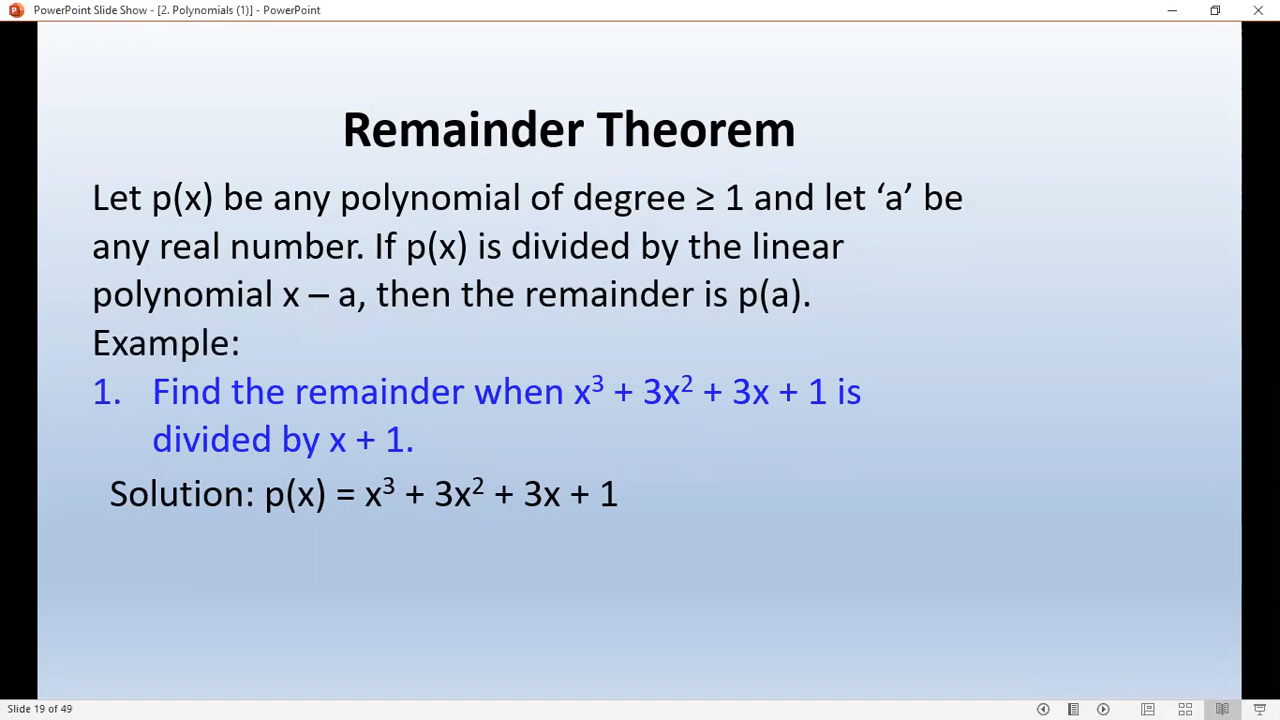 PowerPoint Slide Show - [2. Polynomials (1)] - PowerPoint
Remainder Theorem
Let p(x) be any polynomial of degree ≥ 1 and let ‘a’ be
any real number. If p(x) is divided by the linear
polynomial x – a, then the remainder is p(a).
Example:
1. Find the remainder when x³ + 3x² + 3x + 1 is
divided by x + 1.
Solution: p(x) = x³ + 3x² + 3x + 1
Slide 19 of 49